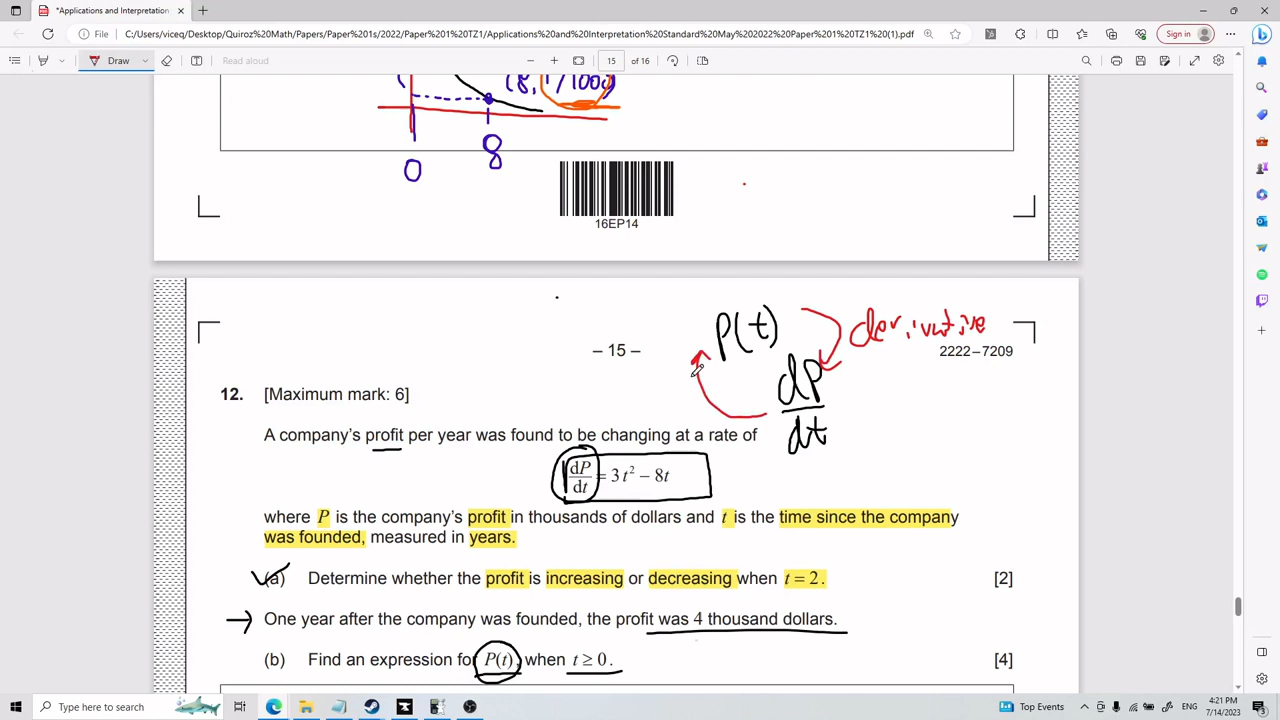 *Applications and Interpretation
C:/Users/viceq/Quiroz%20Math/Papers/Paper%201s/2022/Paper%201%20TZ1/Applications%20and%20Interpretation%20Standard%20May%202022%20Paper%201%20TZ1%20(1).pdf
File
Sign in
Draw
Read aloud
15 of 16
(8, 1/1000)
0
8
16EP14
P(t)
derivative
– 15 –
2222–7209
dP
dt
12. [Maximum mark: 6]
A company's profit per year was found to be changing at a rate of
dP/dt = 3t² − 8t
where P is the company's profit in thousands of dollars and t is the time since the company
was founded, measured in years.
(a) Determine whether the profit is increasing or decreasing when t = 2. [2]
One year after the company was founded, the profit was 4 thousand dollars.
(b) Find an expression for P(t), when t ≥ 0. [4]
Type here to search
Top Events
4:21 PM
7/14/2023